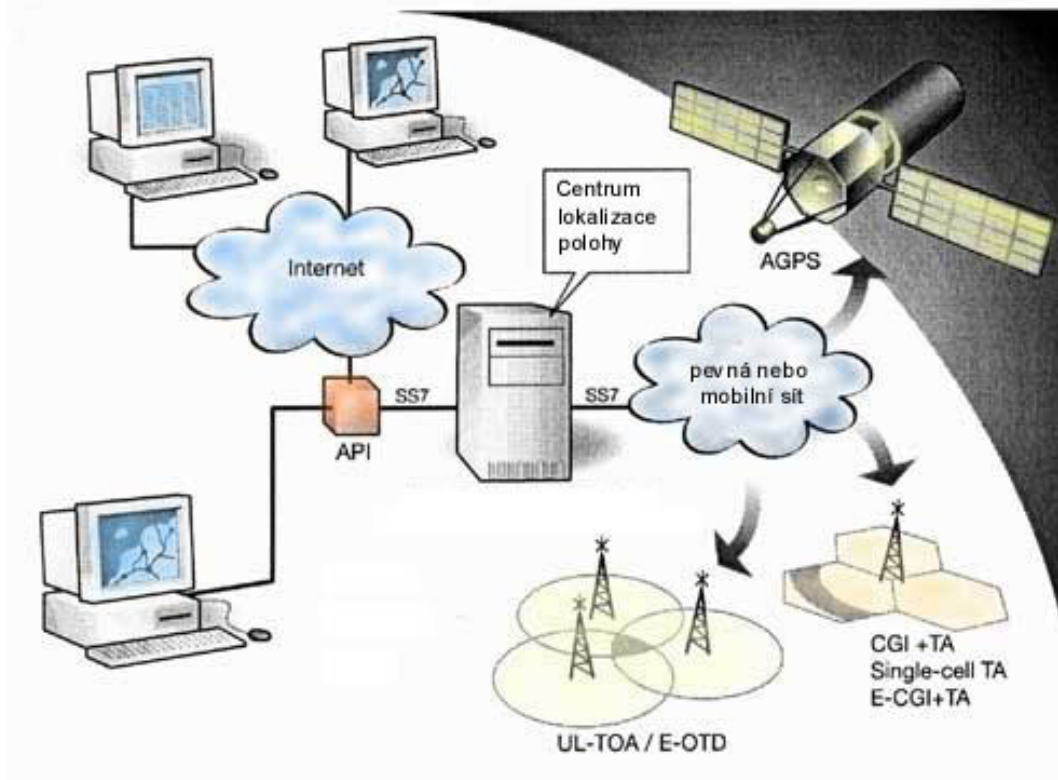 Centrum
lokalizace
polohy
AGPS
Internet
pevná nebo
mobilní sít
SS7
SS7
API
CGI +TA
Single-cell TA
E-CGI+TA
UL-TOA / E-OTD